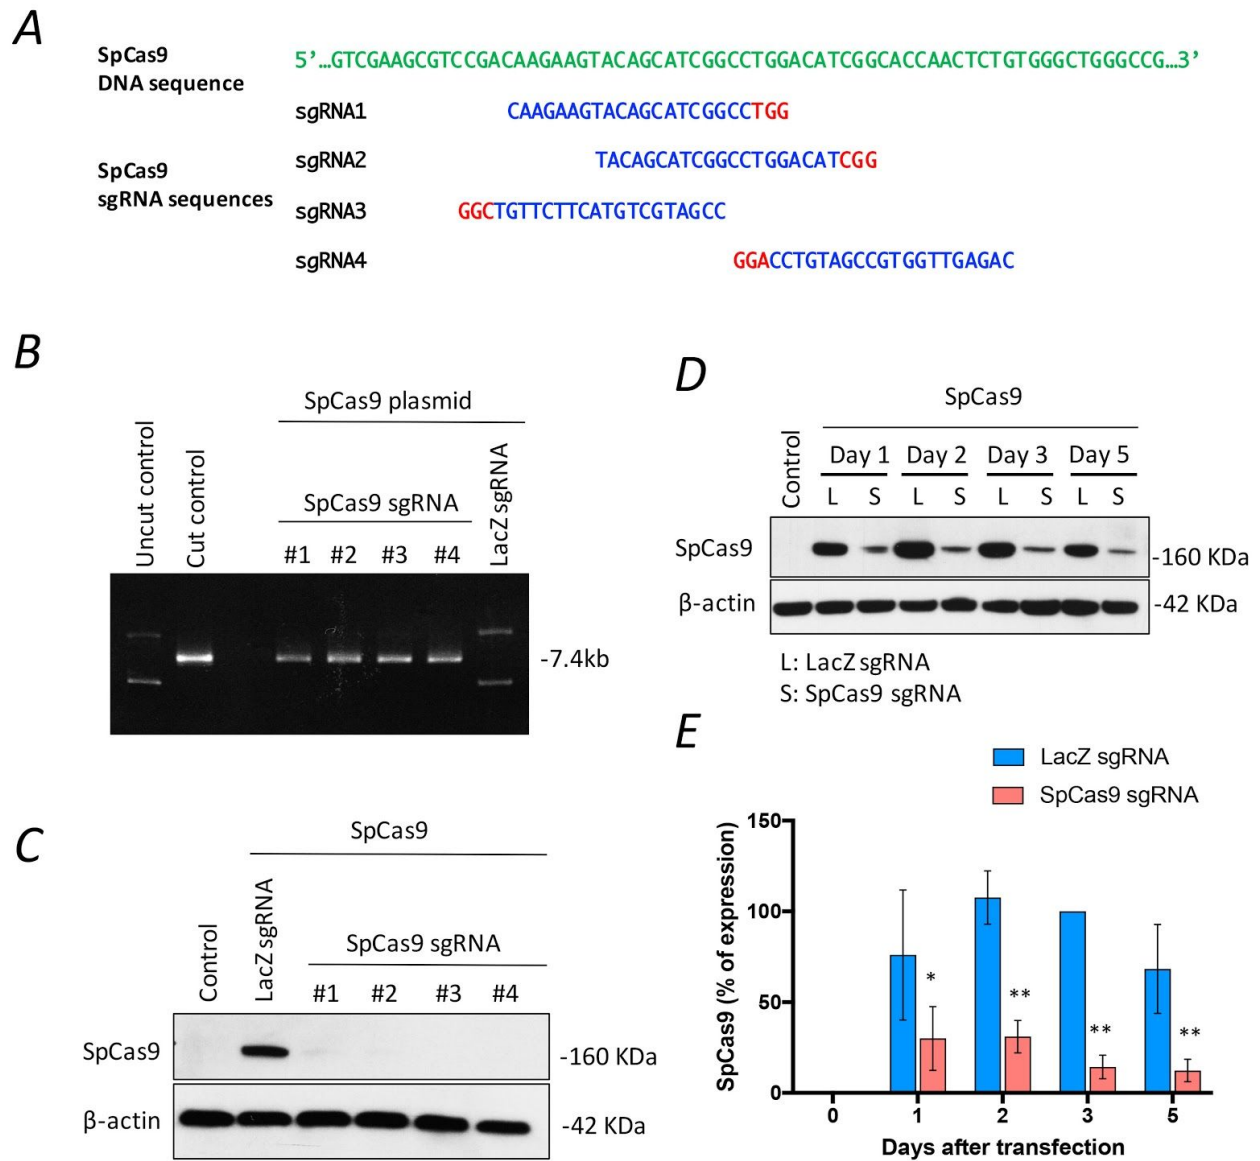 A
SpCas9
DNA sequence
5’…GTCGAAGCGTCCGACAAGAAGTACAGCATCGGCCTGGACATCGGCACCAACTCTGTGGGCTGGGCCG…3’
SpCas9
sgRNA sequences
sgRNA1
CAAGAAGTACAGCATCGGCCTGG
sgRNA2
TACAGCATCGGCCTGGACATCGG
sgRNA3
GGCTGTTCTTCATGTCGTAGCC
sgRNA4
GGACCTGTAGCCGTGGTTGAGAC
B
Uncut control
Cut control
SpCas9 plasmid
SpCas9 sgRNA
#1 #2 #3 #4
LacZ sgRNA
-7.4kb
C
SpCas9
Control
LacZ sgRNA
SpCas9 sgRNA
#1 #2 #3 #4
SpCas9
-160 KDa
β-actin
-42 KDa
D
SpCas9
Control
Day 1 Day 2 Day 3 Day 5
L S L S L S L S
SpCas9
-160 KDa
β-actin
-42 KDa
L: LacZ sgRNA
S: SpCas9 sgRNA
E
LacZ sgRNA
SpCas9 sgRNA
SpCas9 (% of expression)
150
100
50
0
* ** ** **
0 1 2 3 5
Days after transfection